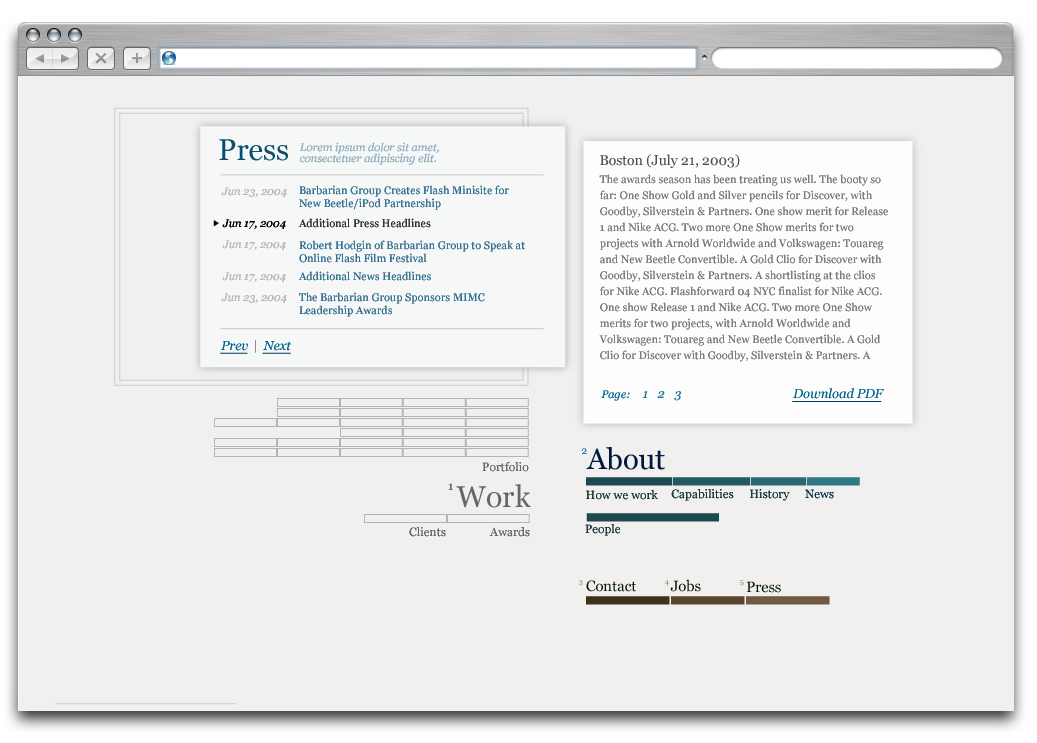 Press
Lorem ipsum dolor sit amet,
consectetuer adipiscing elit.
Jun 23, 2004 Barbarian Group Creates Flash Minisite for
New Beetle/iPod Partnership
Jun 17, 2004 Additional Press Headlines
Jun 17, 2004 Robert Hodgin of Barbarian Group to Speak at
Online Flash Film Festival
Jun 17, 2004 Additional News Headlines
Jun 23, 2004 The Barbarian Group Sponsors MIMC
Leadership Awards
Prev | Next
Boston (July 21, 2003)
The awards season has been treating us well. The booty so
far: One Show Gold and Silver pencils for Discover, with
Goodby, Silverstein & Partners. One show merit for Release
1 and Nike ACG. Two more One Show merits for two
projects with Arnold Worldwide and Volkswagen: Touareg
and New Beetle Convertible. A Gold Clio for Discover with
Goodby, Silverstein & Partners. A shortlisting at the clios
for Nike ACG. Flashforward 04 NYC finalist for Nike ACG.
One show Release 1 and Nike ACG. Two more One Show
merits for two projects, with Arnold Worldwide and
Volkswagen: Touareg and New Beetle Convertible. A Gold
Clio for Discover with Goodby, Silverstein & Partners. A
Page: 1 2 3 Download PDF
Portfolio
1 Work
Clients Awards
2 About
How we work Capabilities History News
People
3 Contact 4 Jobs 5 Press